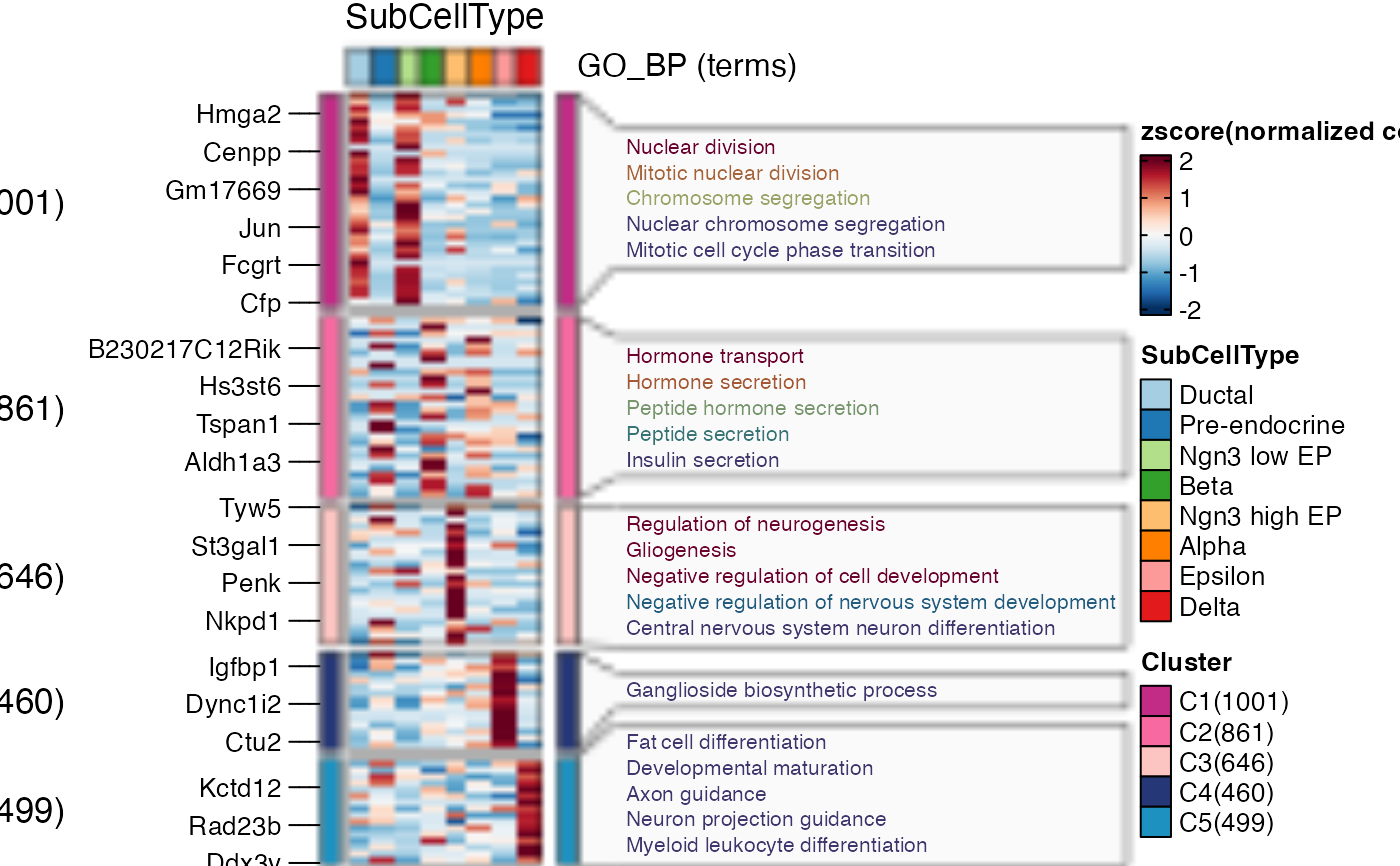 SubCellType
GO_BP (terms)
001)
861)
646)
460)
499)
Hmga2
Cenpp
Gm17669
Jun
Fcgrt
Cfp
B230217C12Rik
Hs3st6
Tspan1
Aldh1a3
Tyw5
St3gal1
Penk
Nkpd1
Igfbp1
Dync1i2
Ctu2
Kctd12
Rad23b
Ddx3y
Nuclear division
Mitotic nuclear division
Chromosome segregation
Nuclear chromosome segregation
Mitotic cell cycle phase transition
Hormone transport
Hormone secretion
Peptide hormone secretion
Peptide secretion
Insulin secretion
Regulation of neurogenesis
Gliogenesis
Negative regulation of cell development
Negative regulation of nervous system development
Central nervous system neuron differentiation
Ganglioside biosynthetic process
Fat cell differentiation
Developmental maturation
Axon guidance
Neuron projection guidance
Myeloid leukocyte differentiation
zscore(normalized co
2
1
0
-1
-2
SubCellType
Ductal
Pre-endocrine
Ngn3 low EP
Beta
Ngn3 high EP
Alpha
Epsilon
Delta
Cluster
C1(1001)
C2(861)
C3(646)
C4(460)
C5(499)